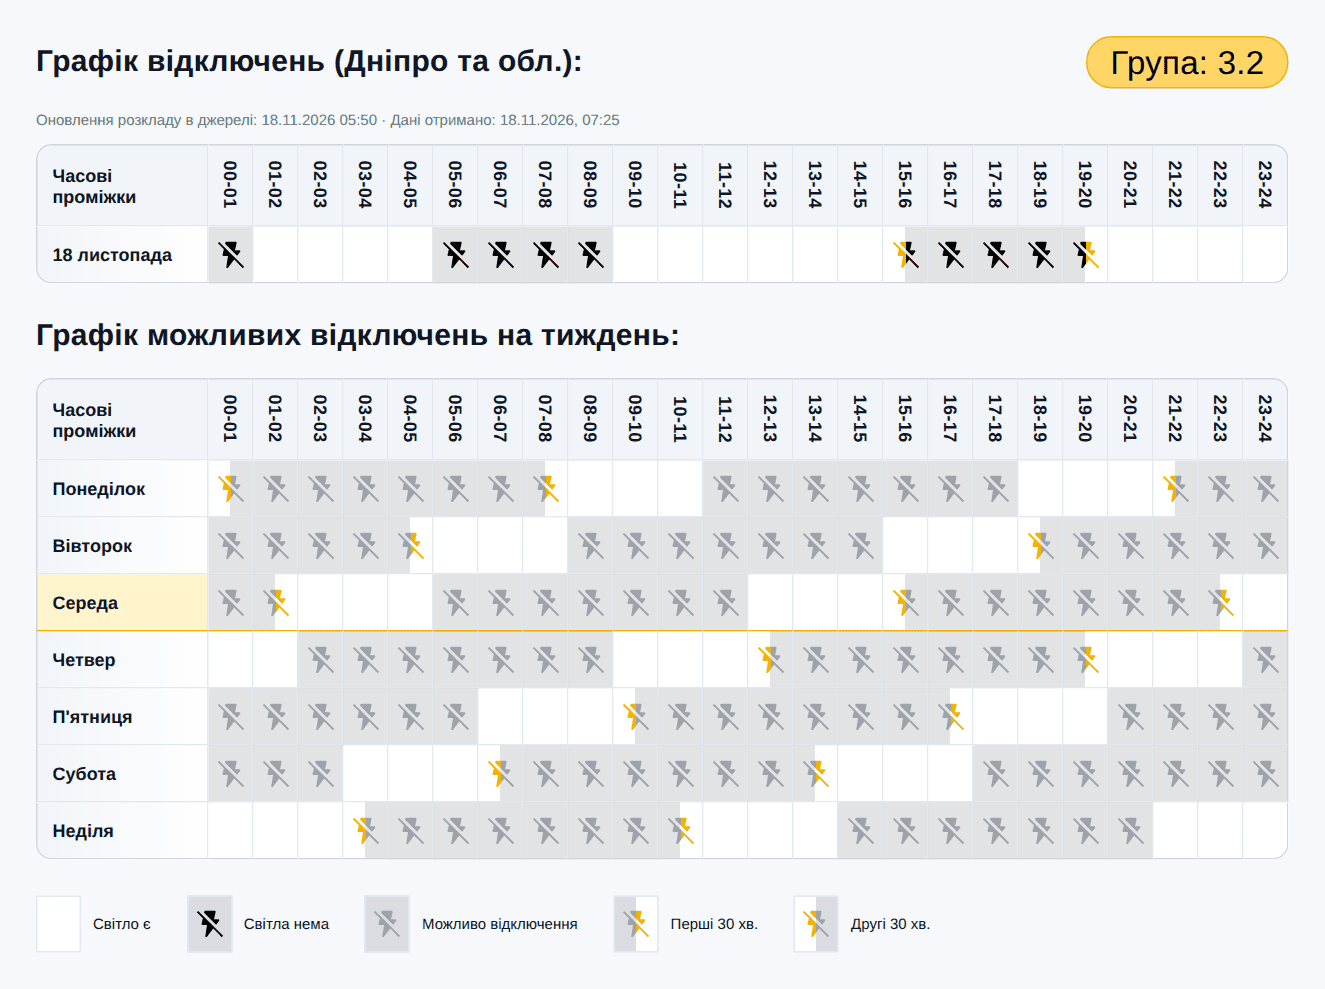 Графік відключень (Дніпро та обл.):
Група: 3.2
Оновлення розкладу в джерелі: 18.11.2026 05:50 · Дані отримано: 18.11.2026, 07:25
Часові
проміжки
00-01 01-02 02-03 03-04 04-05 05-06 06-07 07-08 08-09 09-10 10-11 11-12 12-13 13-14 14-15 15-16 16-17 17-18 18-19 19-20 20-21 21-22 22-23 23-24
18 листопада
Графік можливих відключень на тиждень:
Часові
проміжки
00-01 01-02 02-03 03-04 04-05 05-06 06-07 07-08 08-09 09-10 10-11 11-12 12-13 13-14 14-15 15-16 16-17 17-18 18-19 19-20 20-21 21-22 22-23 23-24
Понеділок
Вівторок
Середа
Четвер
П'ятниця
Субота
Неділя
Світло є
Світла нема
Можливо відключення
Перші 30 хв.
Другі 30 хв.